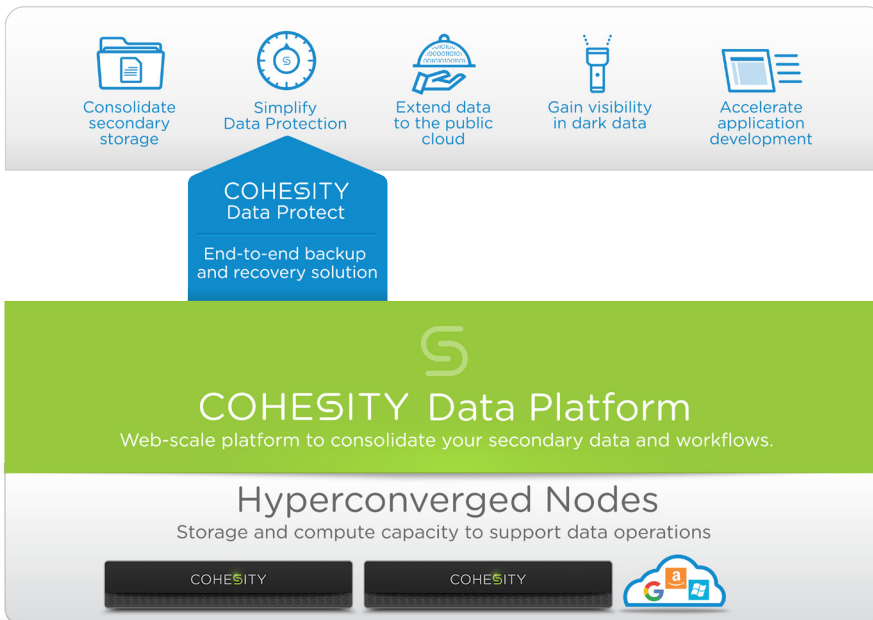 Consolidate
secondary
storage
Simplify
Data Protection
Extend data
to the public
cloud
Gain visibility
in dark data
Accelerate
application
development
COHESITY
Data Protect
End-to-end backup
and recovery solution
COHESITY Data Platform
Web-scale platform to consolidate your secondary data and workflows.
Hyperconverged Nodes
Storage and compute capacity to support data operations
COHESITY
COHESITY
G
a